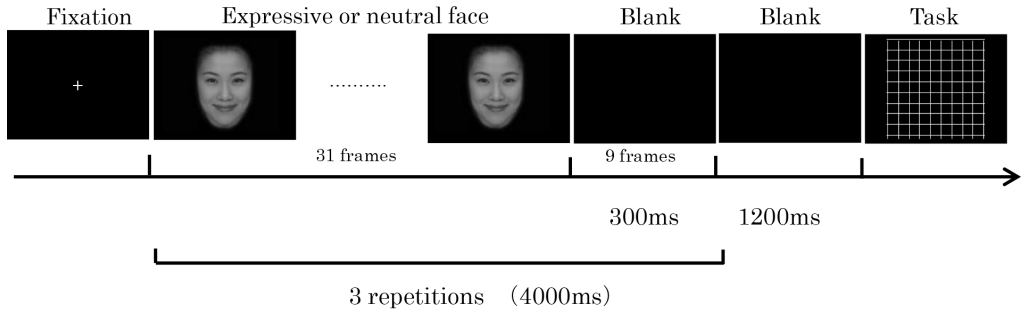 Fixation
Expressive or neutral face
Blank
Blank
Task
..........
31 frames
9 frames
300ms
1200ms
3 repetitions （4000ms）